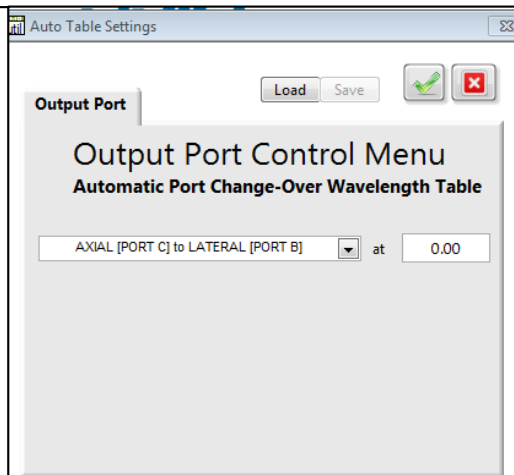 util Auto Table Settings
Load Save
Output Port
Output Port Control Menu
Automatic Port Change-Over Wavelength Table
AXIAL [PORT C] to LATERAL [PORT B] at 0.00